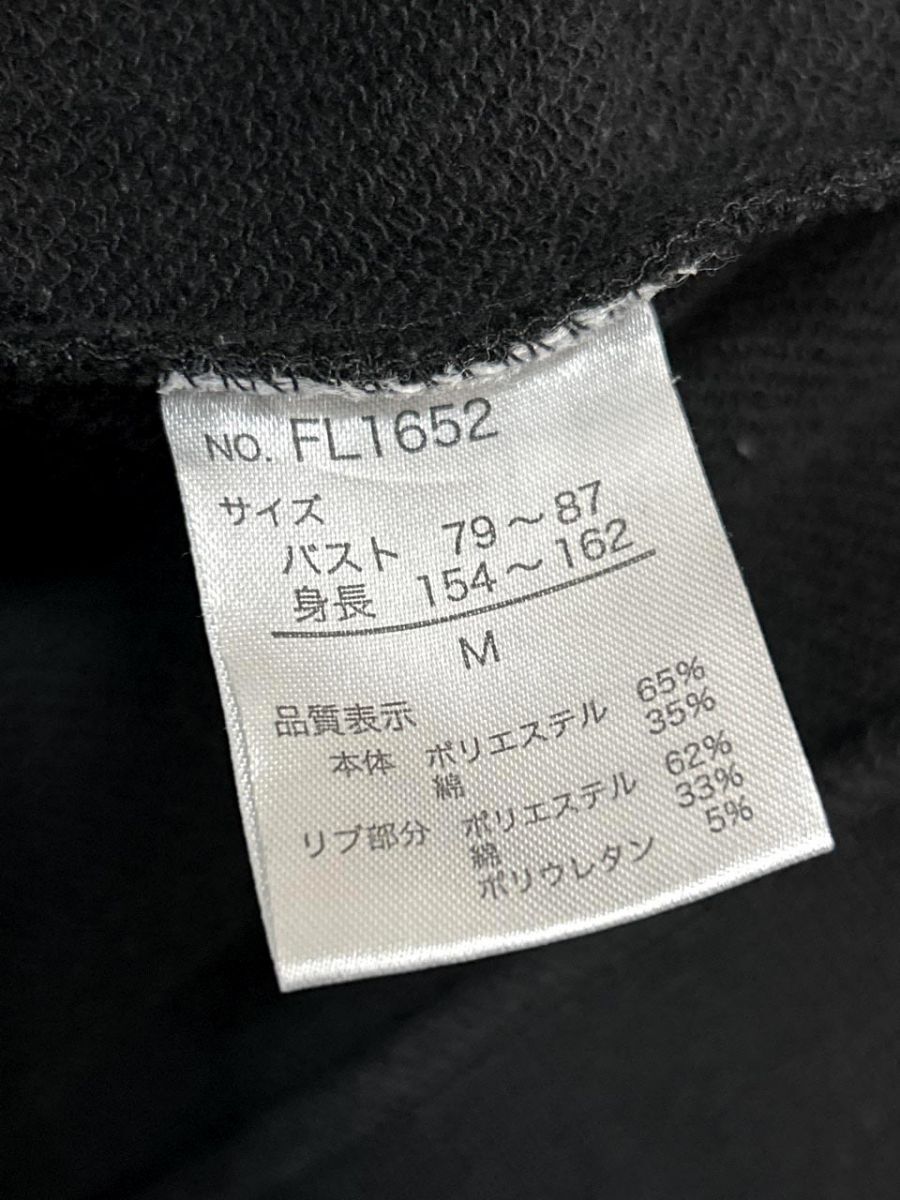 NO. FL1652
サイズ
バスト 79～87
身長 154～162
M
品質表示
本体 ポリエステル 65%
綿 35%
リブ部分 ポリエステル 62%
綿 33%
ポリウレタン 5%